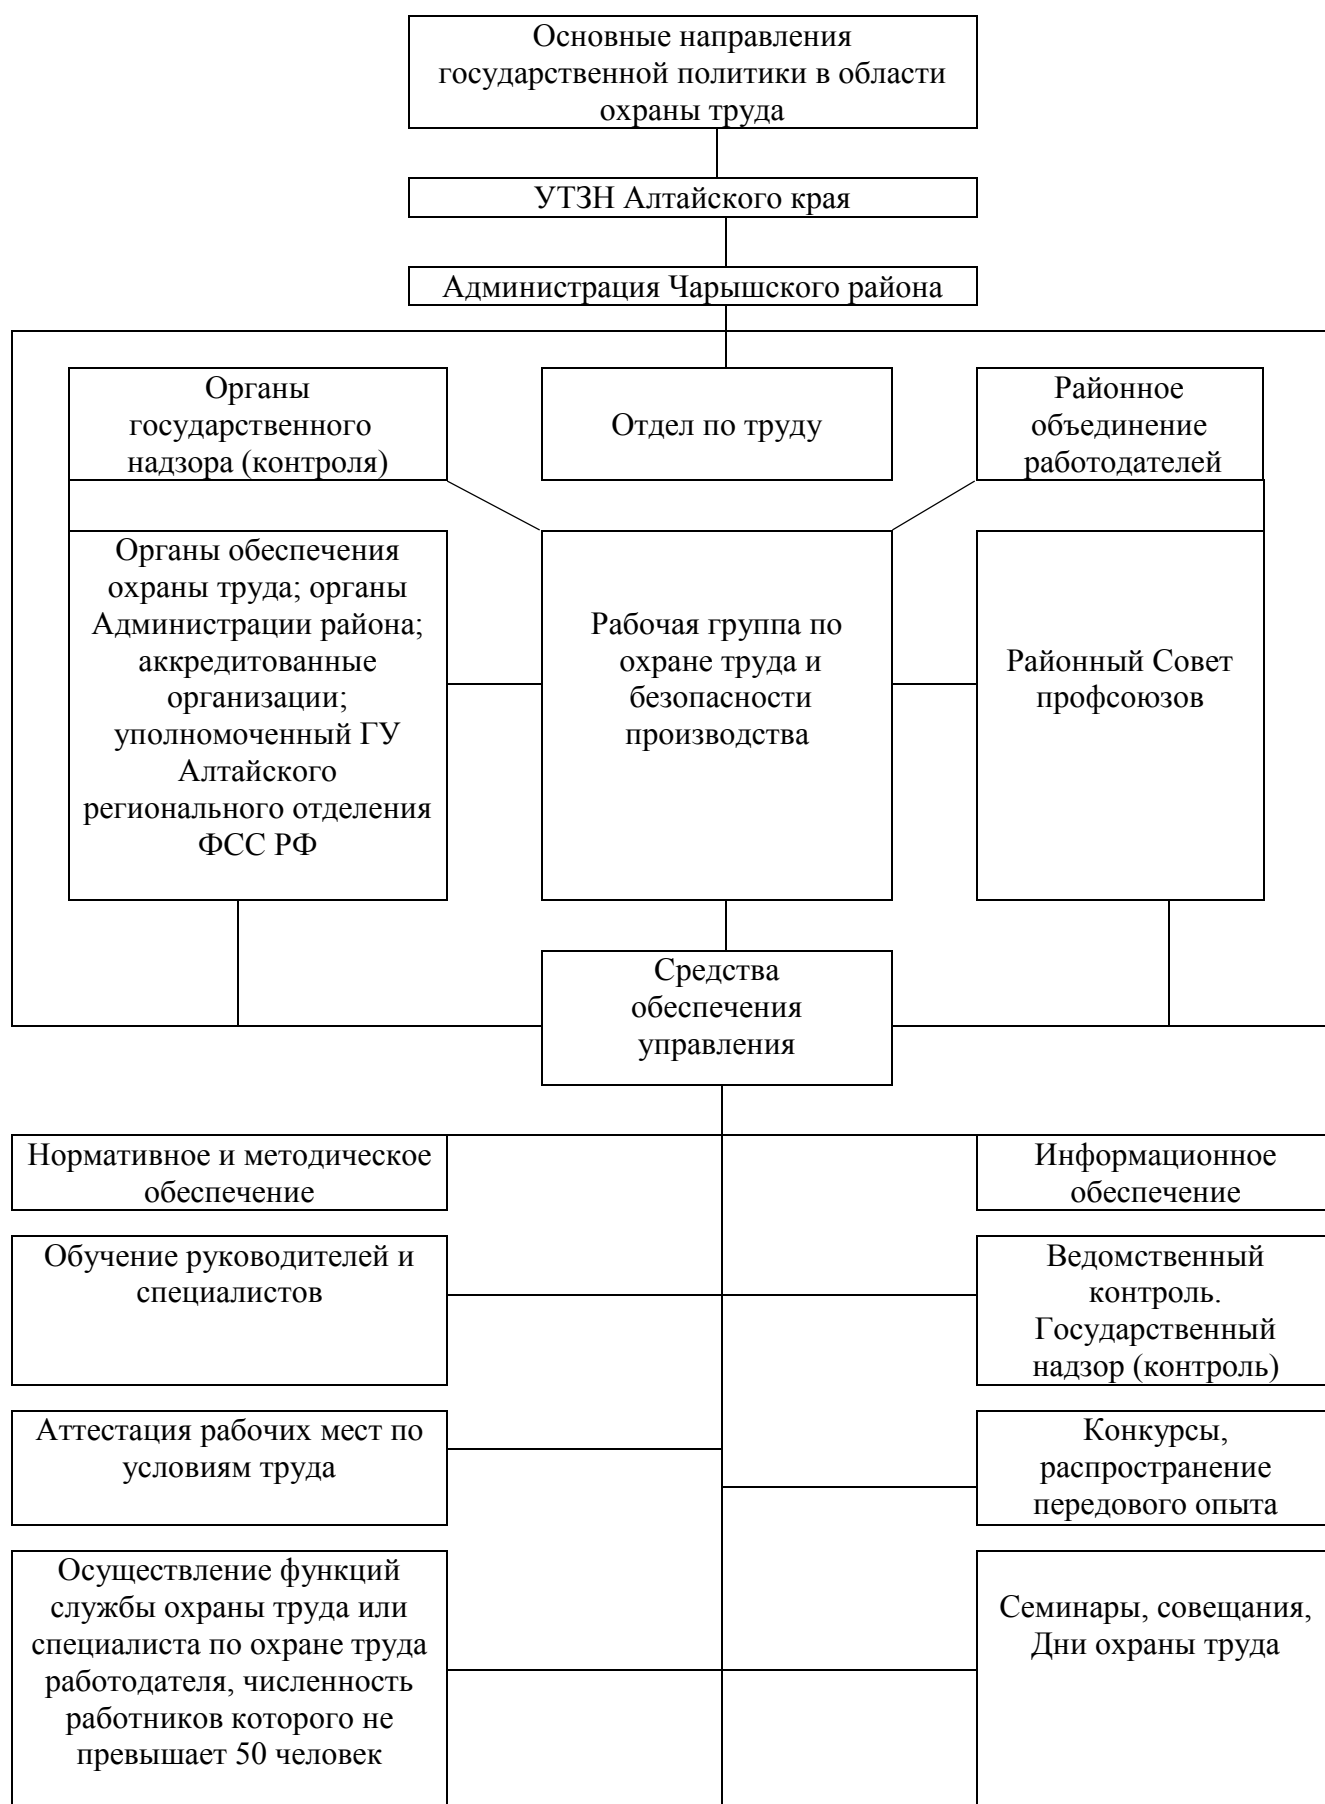 Основные направления
государственной политики в области
охраны труда
УТЗН Алтайского края
Администрация Чарышского района
Органы
государственного
надзора (контроля)
Отдел по труду
Районное
объединение
работодателей
Органы обеспечения
охраны труда; органы
Администрации района;
аккредитованные
организации;
уполномоченный ГУ
Алтайского
регионального отделения
ФСС РФ
Рабочая группа по
охране труда и
безопасности
производства
Районный Совет
профсоюзов
Средства
обеспечения
управления
Нормативное и методическое
обеспечение
Информационное
обеспечение
Обучение руководителей и
специалистов
Ведомственный
контроль.
Государственный
надзор (контроль)
Аттестация рабочих мест по
условиям труда
Конкурсы,
распространение
передового опыта
Осуществление функций
службы охраны труда или
специалиста по охране труда
работодателя, численность
работников которого не
превышает 50 человек
Семинары, совещания,
Дни охраны труда